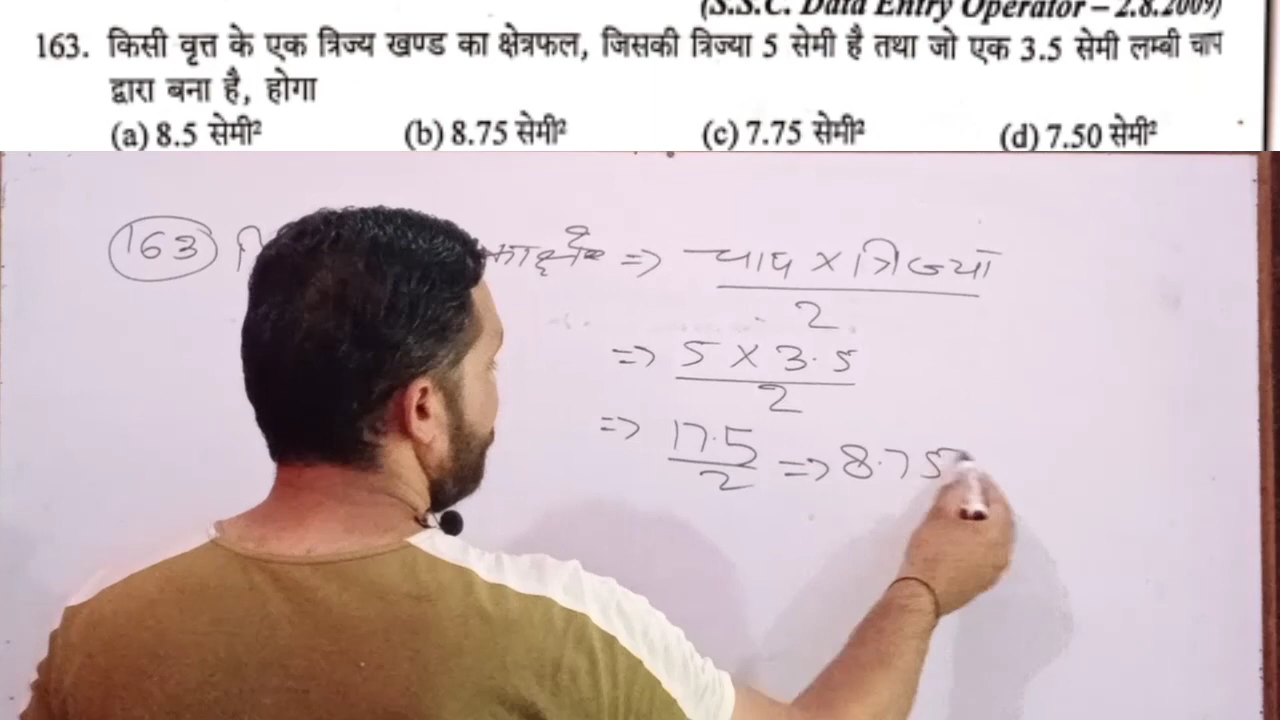 (S.S.C. Data Entry Operator – 2.8.2009)
163. किसी वृत्त के एक त्रिज्य खण्ड का क्षेत्रफल, जिसकी त्रिज्या 5 सेमी है तथा जो एक 3.5 सेमी लम्बी चाप
द्वारा बना है, होगा
(a) 8.5 सेमी² (b) 8.75 सेमी² (c) 7.75 सेमी² (d) 7.50 सेमी²
163 => चाप × त्रिज्या
2
=> 5 × 3.5
2
=> 17.5 => 8.75
2